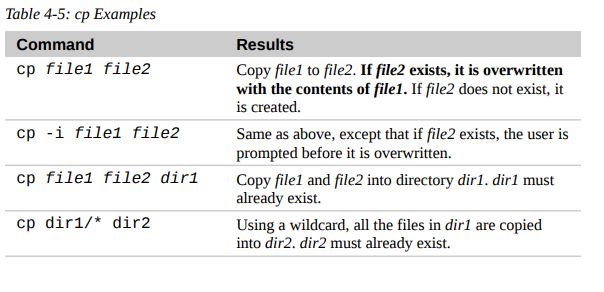 Table 4-5: cp Examples
Command Results
cp file1 file2 Copy file1 to file2. If file2 exists, it is overwritten
with the contents of file1. If file2 does not exist, it
is created.
cp -i file1 file2 Same as above, except that if file2 exists, the user is
prompted before it is overwritten.
cp file1 file2 dir1 Copy file1 and file2 into directory dir1. dir1 must
already exist.
cp dir1/* dir2 Using a wildcard, all the files in dir1 are copied
into dir2. dir2 must already exist.